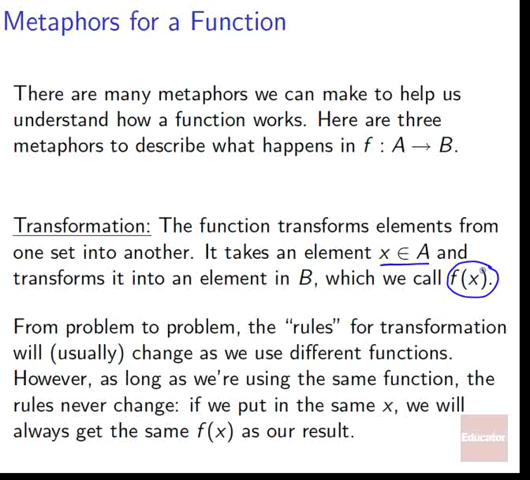 Metaphors for a Function
There are many metaphors we can make to help us
understand how a function works. Here are three
metaphors to describe what happens in f : A → B.
Transformation: The function transforms elements from
one set into another. It takes an element x ∈ A and
transforms it into an element in B, which we call f(x).
From problem to problem, the “rules” for transformation
will (usually) change as we use different functions.
However, as long as we're using the same function, the
rules never change: if we put in the same x, we will
always get the same f(x) as our result.
Educator